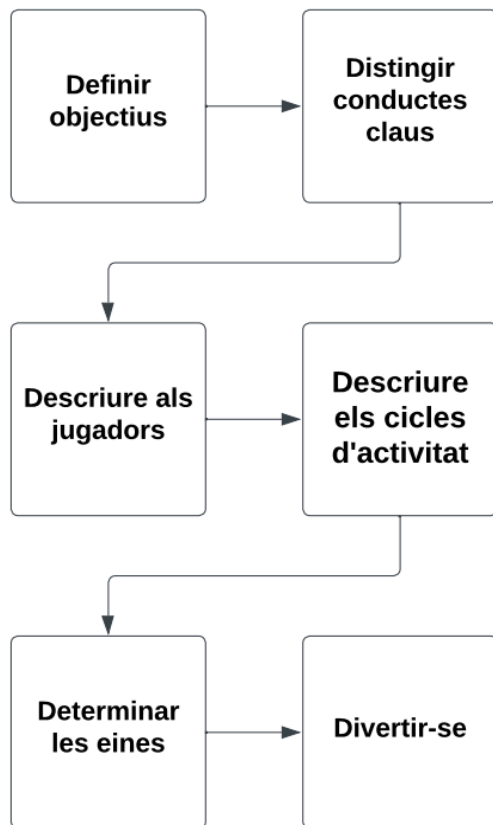 Definir
objectius
Distingir
conductes
claus
Descriure als
jugadors
Descriure
els cicles
d'activitat
Determinar
les eines
Divertir-se